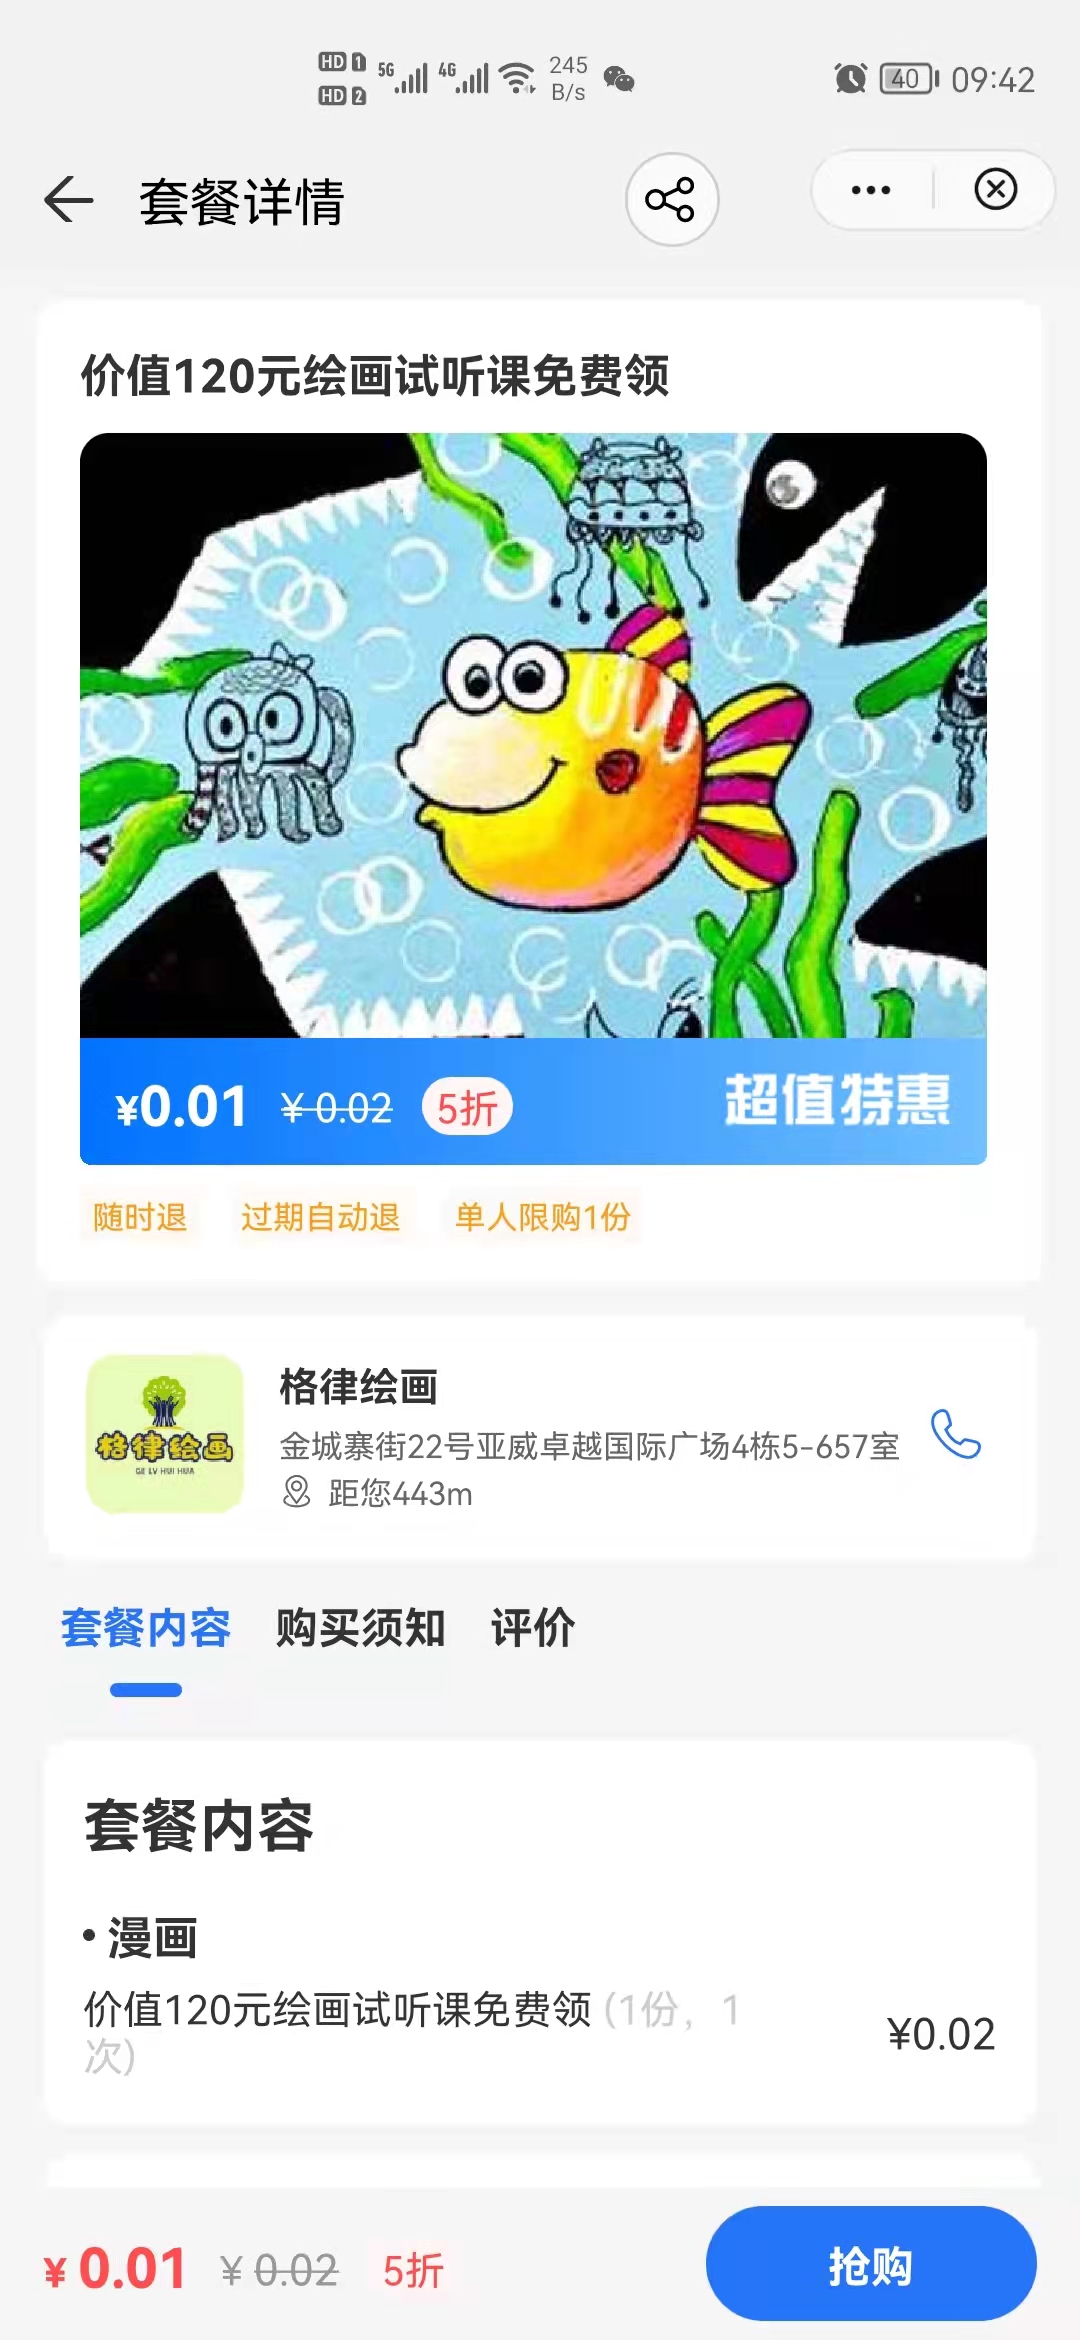 HD 1 5G 4G 245 09:42
HD 2 B/s 40
套餐详情
价值120元绘画试听课免费领
¥0.01 ¥0.02 5折 超值特惠
随时退 过期自动退 单人限购1份
格律绘画
格律绘画
GE LV HUI HUA
金城寨街22号亚威卓越国际广场4栋5-657室
距您443m
套餐内容 购买须知 评价
套餐内容
• 漫画
价值120元绘画试听课免费领 (1份，1
次)
¥0.02
¥0.01 ¥0.02 5折 抢购